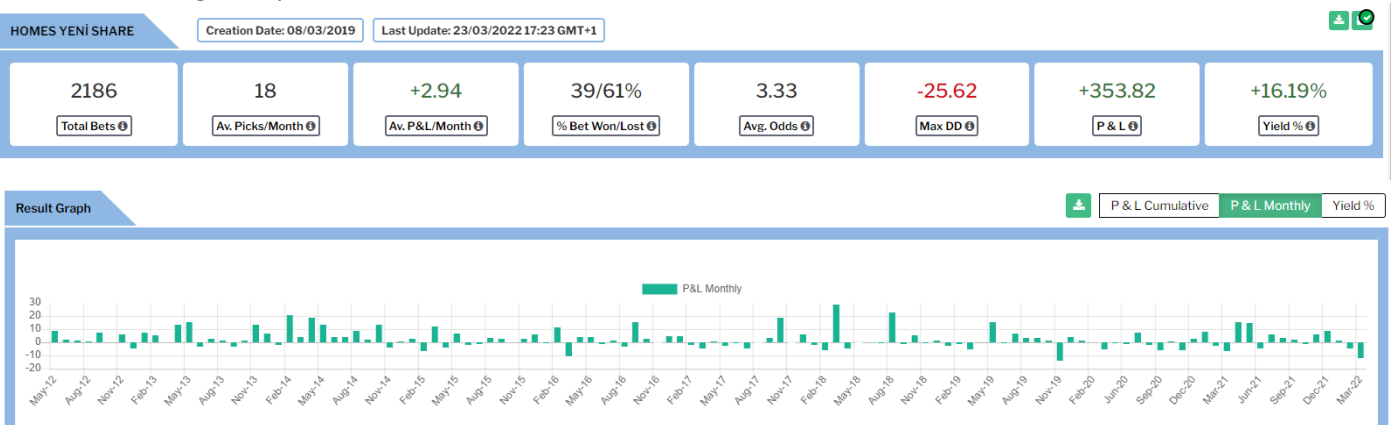 HOMES YENİ SHARE
Creation Date: 08/03/2019
Last Update: 23/03/2022 17:23 GMT+1
2186
Total Bets
18
Av. Picks/Month
+2.94
Av. P&L/Month
39/61%
% Bet Won/Lost
3.33
Avg. Odds
-25.62
Max DD
+353.82
P & L
+16.19%
Yield %
Result Graph
P & L Cumulative
P & L Monthly
Yield %
P&L Monthly
30
20
10
0
-10
-20
May-12
Aug-12
Nov-12
Feb-13
May-13
Aug-13
Nov-13
Feb-14
May-14
Aug-14
Nov-14
Feb-15
May-15
Aug-15
Nov-15
Feb-16
May-16
Aug-16
Nov-16
Feb-17
May-17
Aug-17
Nov-17
Feb-18
May-18
Aug-18
Nov-18
Feb-19
May-19
Aug-19
Nov-19
Feb-20
Jun-20
Sep-20
Dec-20
Mar-21
Jun-21
Sep-21
Dec-21
Mar-22